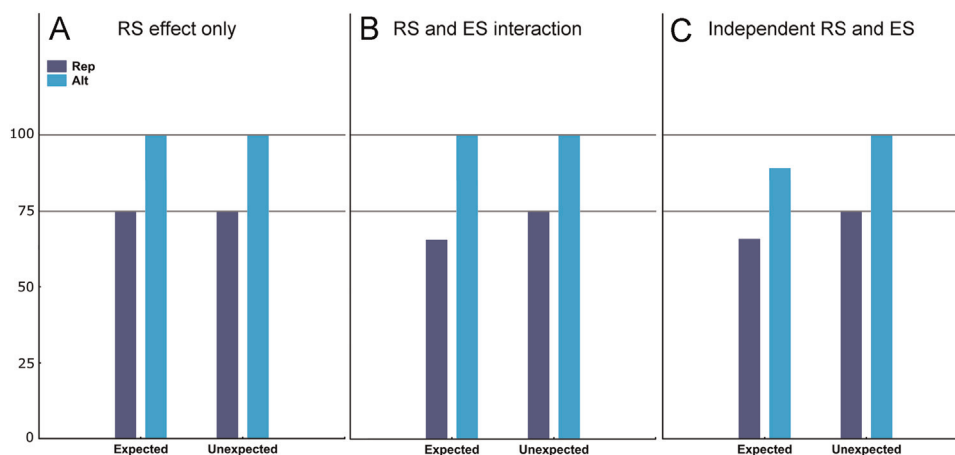 A RS effect only
B RS and ES interaction
C Independent RS and ES
Rep
Alt
100
75
50
25
0
Expected Unexpected
Expected Unexpected
Expected Unexpected